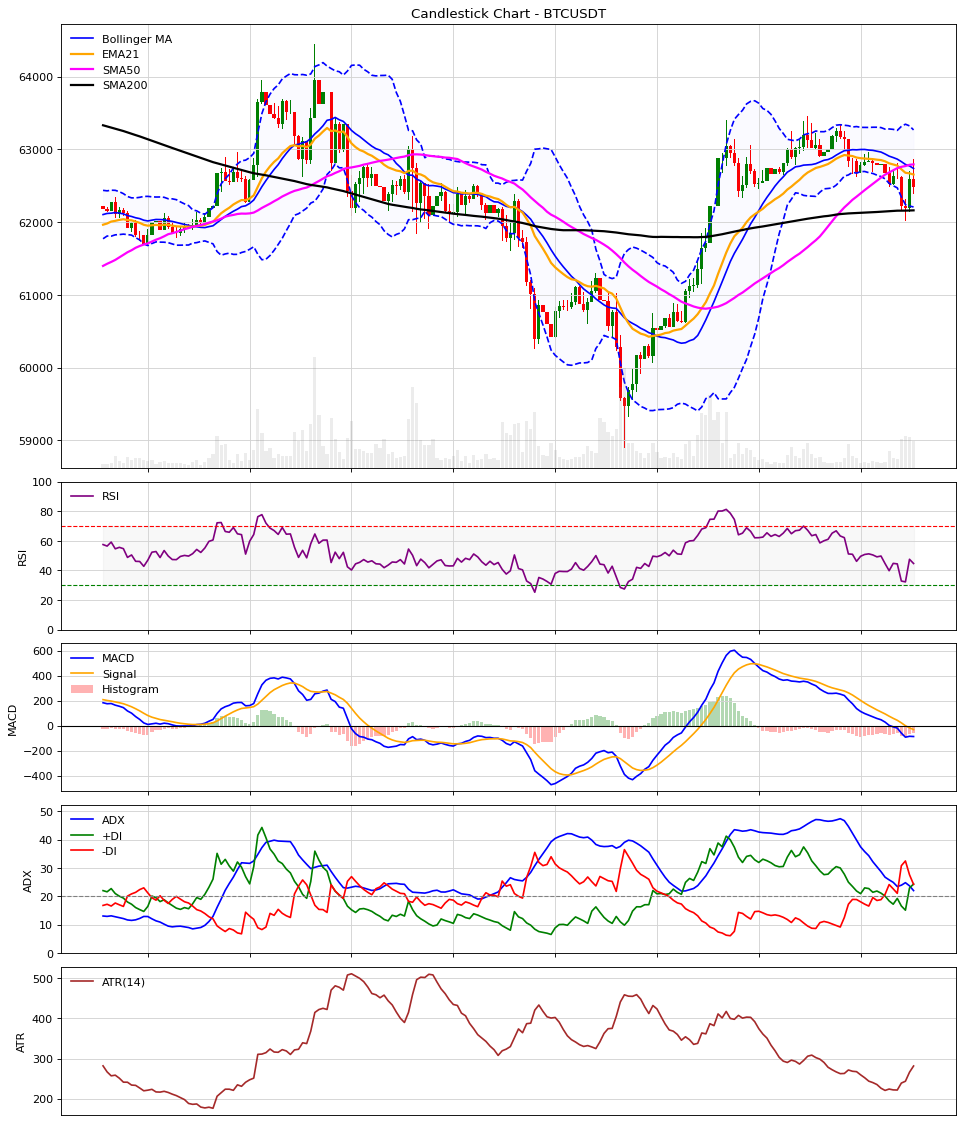 Candlestick Chart - BTCUSDT
Bollinger MA
EMA21
SMA50
SMA200
64000
63000
62000
61000
60000
59000
RSI
100
80
60
40
20
0
RSI
MACD
Signal
Histogram
600
400
200
0
−200
−400
MACD
ADX
+DI
-DI
50
40
30
20
10
0
ADX
ATR(14)
500
400
300
200
ATR